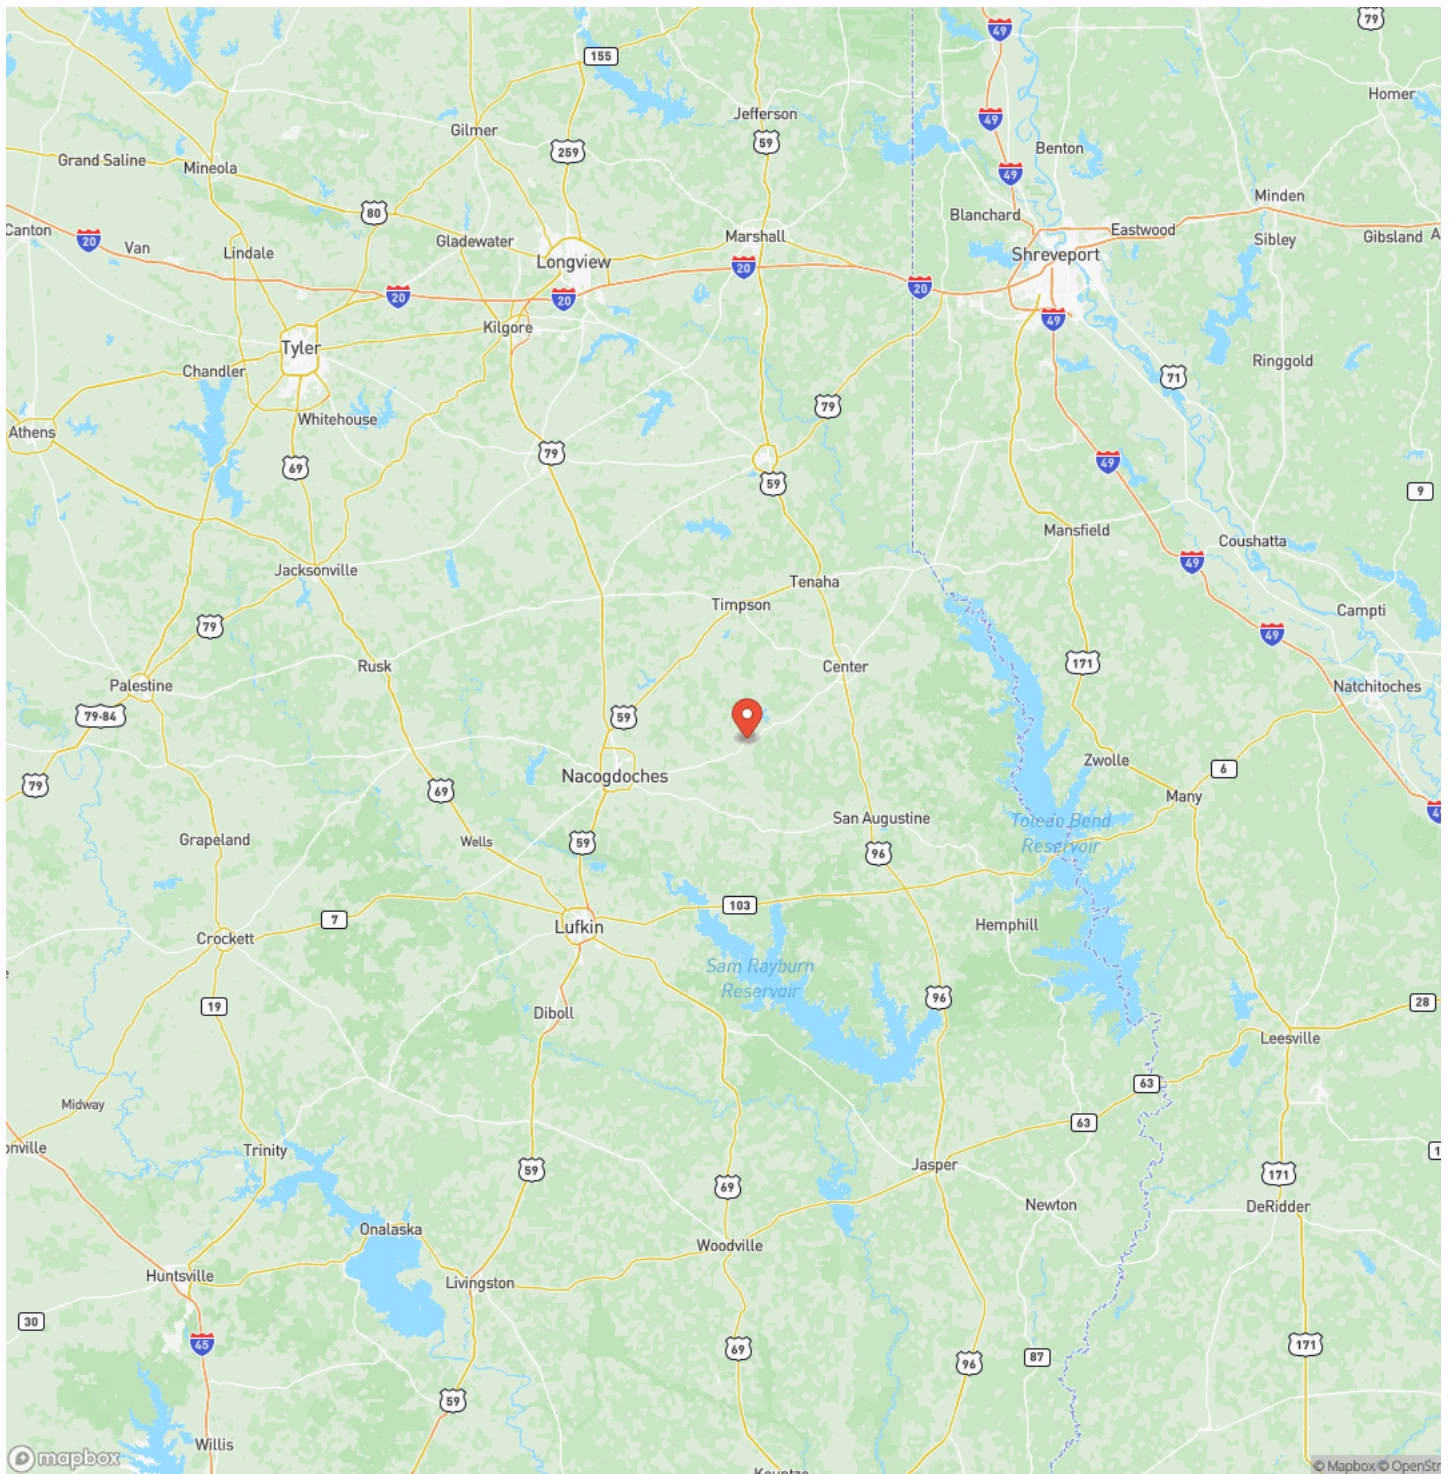 79
49
155
Homer
Jefferson
49
Gilmer
59
Benton
259
Grand Saline
Mineola
49
Minden
80
Blanchard
Canton
20
Van
Gladewater
Marshall
Eastwood
Gibsland
A
Lindale
Longview
Shreveport
Sibley
20
20
20
20
Kilgore
49
Tyler
Chandler
Ringgold
71
79
Whitehouse
Athens
79
49
69
59
9
Mansfield
Coushatta
49
Jacksonville
Tenaha
Timpson
Campti
79
49
Rusk
Center
171
Palestine
Natchitoches
79-84
59
Zwolle
6
Nacogdoches
79
69
Many
4
San Augustine
Toledo Bend
Reservoir
Grapeland
Wells
59
96
103
7
Hemphill
Lufkin
Crockett
Sam Rayburn
Reservoir
e
19
96
28
Diboll
Leesville
63
Midway
63
onville
Trinity
1
Jasper
59
171
69
Newton
DeRidder
Onalaska
Woodville
Huntsville
Livingston
30
45
69
87
171
96
59
Willis
mapbox
Kountze
© Mapbox © OpenStr